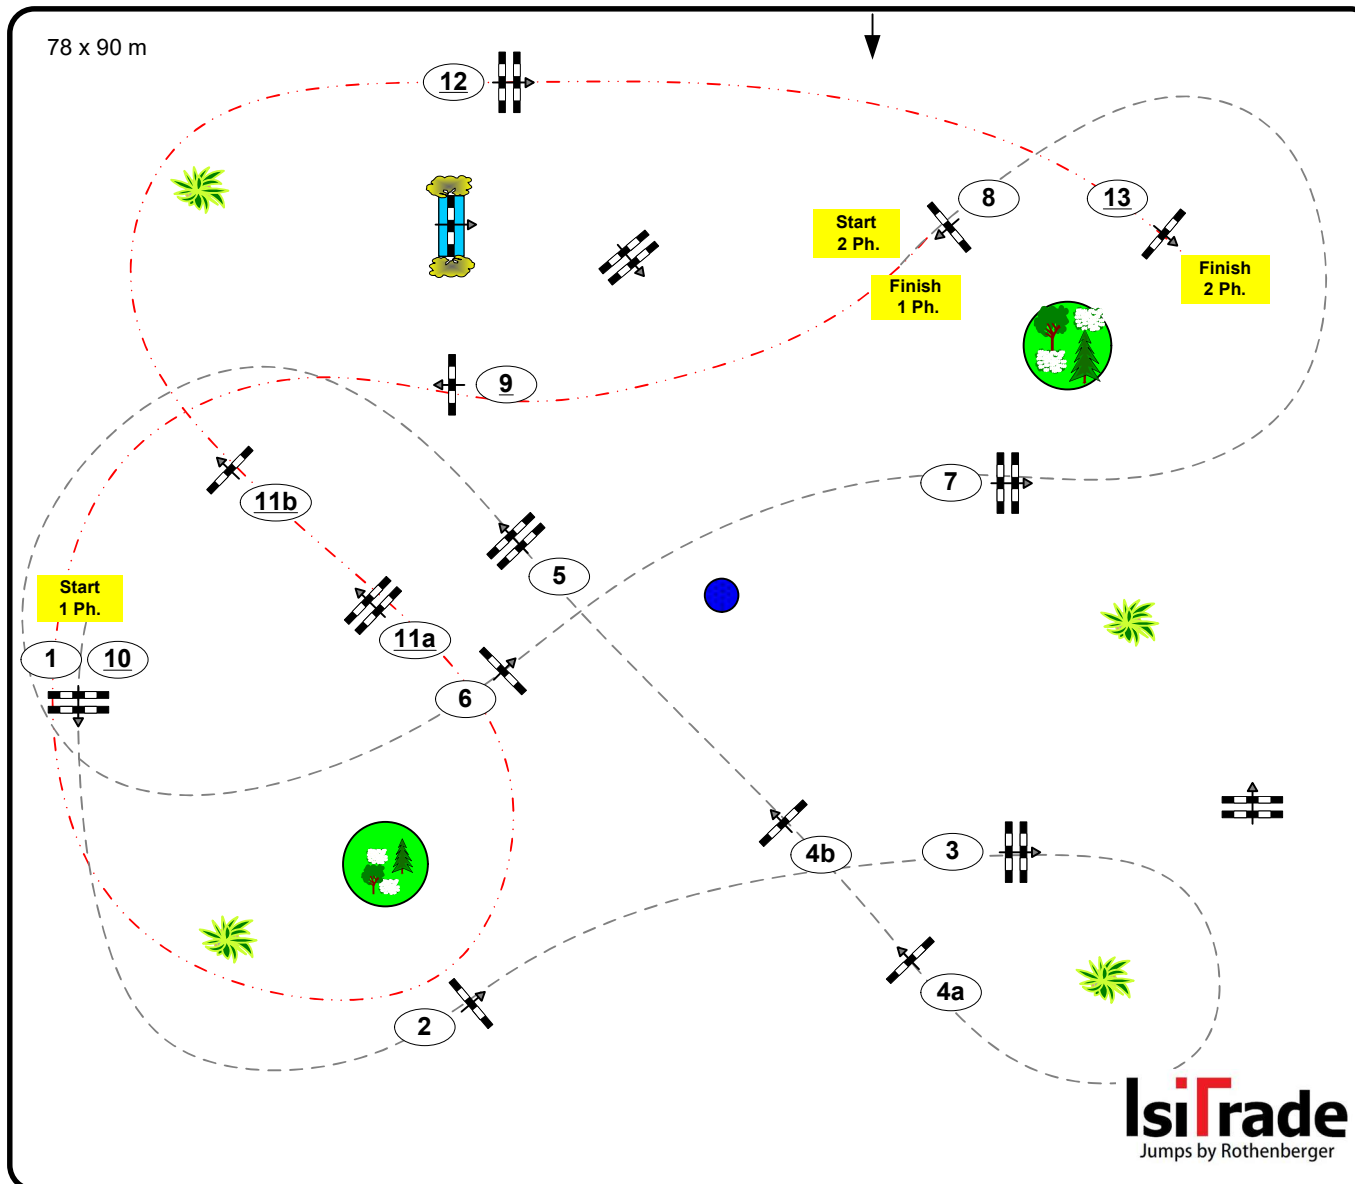 78 x 90 m
12
8
13
Start
2 Ph.
Finish
1 Ph.
Finish
2 Ph.
9
7
11b
5
Start
1 Ph.
11a
1
10
6
4b
3
4a
2
IsiTrade
Jumps by Rothenberger